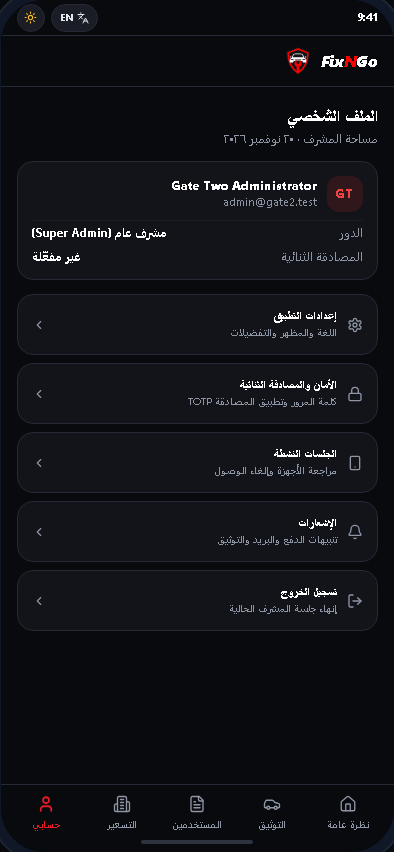 9:41
EN
FixNGo
الملف الشخصي
مساحة المشرف · ٢٠ نوفمبر ٢٠٢٦
Gate Two Administrator
GT
admin@gate2.test
الدور
مشرف عام (Super Admin)
المصادقة الثنائية
غير مفعّلة
إعدادات التطبيق
اللغة والمظهر والتفضيلات
الأمان والمصادقة الثنائية
كلمة المرور وتطبيق المصادقة TOTP
الجلسات النشطة
مراجعة الأجهزة وإلغاء الوصول
الإشعارات
تنبيهات الدفع والبريد والتوثيق
تسجيل الخروج
إنهاء جلسة المشرف الحالية
نظرة عامة
التوثيق
المستخدمين
التسعير
حسابي